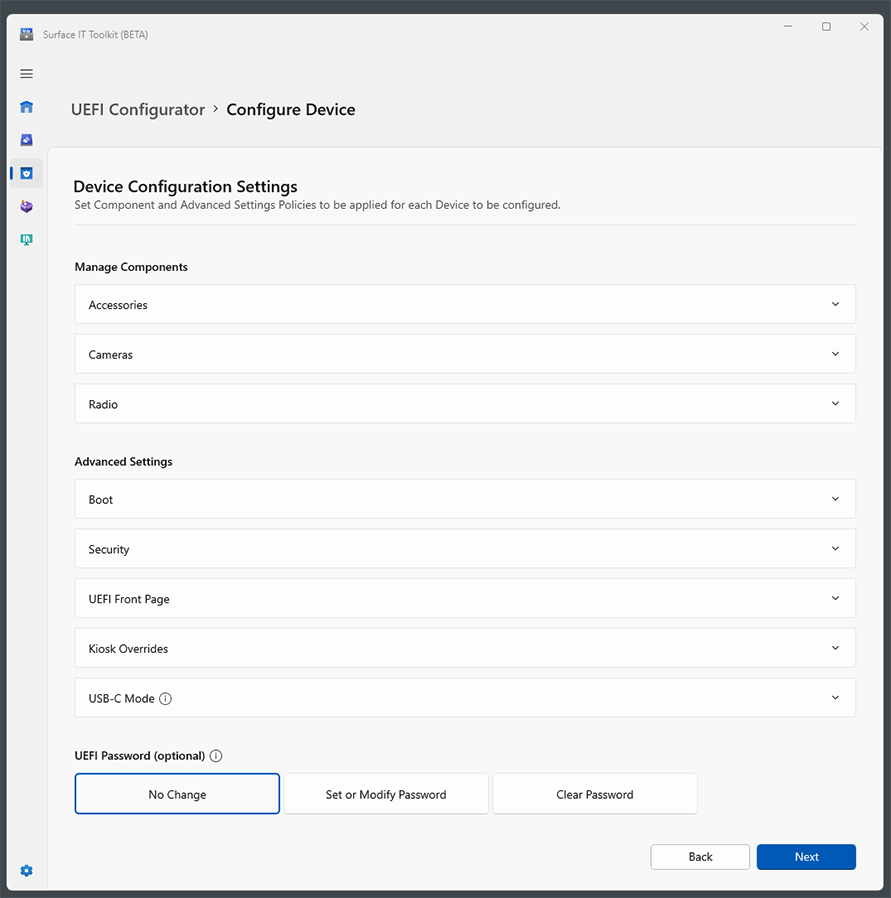 Surface IT Toolkit (BETA)
UEFI Configurator > Configure Device
Device Configuration Settings
Set Component and Advanced Settings Policies to be applied for each Device to be configured.
Manage Components
Accessories
Cameras
Radio
Advanced Settings
Boot
Security
UEFI Front Page
Kiosk Overrides
USB-C Mode
UEFI Password (optional)
No Change
Set or Modify Password
Clear Password
Back
Next